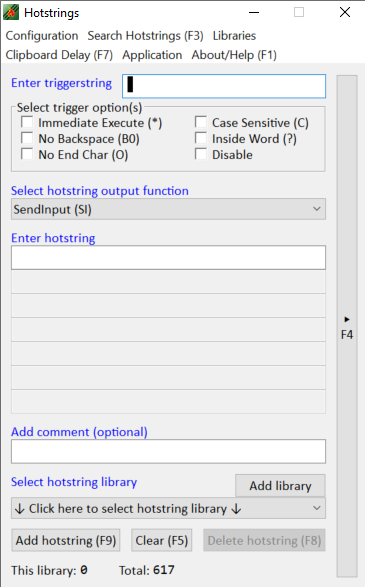 Hotstrings
Configuration Search Hotstrings (F3) Libraries
Clipboard Delay (F7) Application About/Help (F1)
Enter triggerstring
Select trigger option(s)
Immediate Execute (*) Case Sensitive (C)
No Backspace (B0) Inside Word (?)
No End Char (O) Disable
Select hotstring output function
SendInput (SI)
Enter hotstring
▶
F4
Add comment (optional)
Select hotstring library Add library
↓ Click here to select hotstring library ↓
Add hotstring (F9) Clear (F5) Delete hotstring (F8)
This library: 0 Total: 617